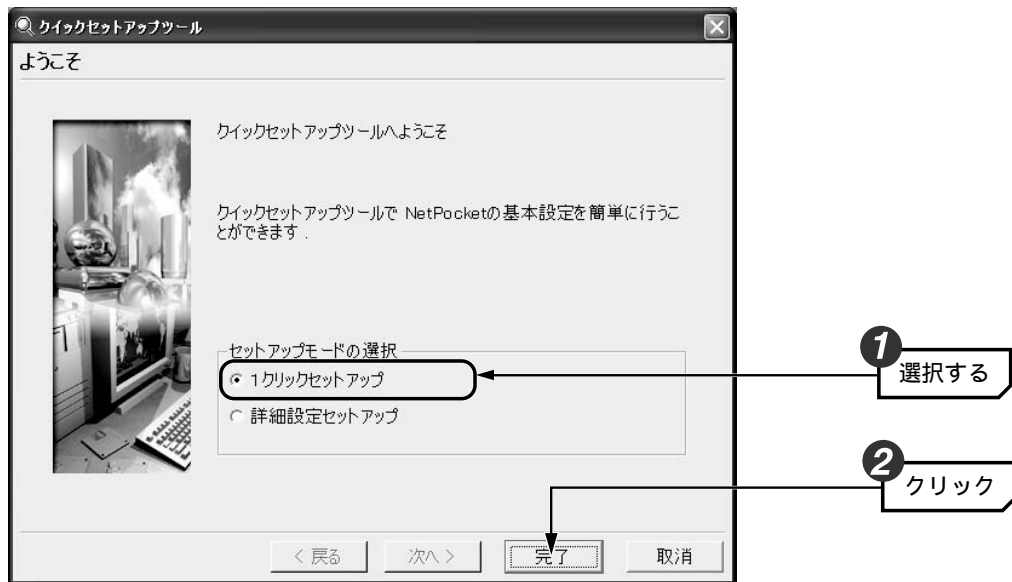 クイックセットアップツール
ようこそ
クイックセットアップツールへようこそ
クイックセットアップツールで NetPocketの基本設定を簡単に行うこ
とができます .
セットアップモードの選択
1クリックセットアップ
詳細設定セットアップ
1
選択する
2
クリック
< 戻る
次へ >
完了
取消